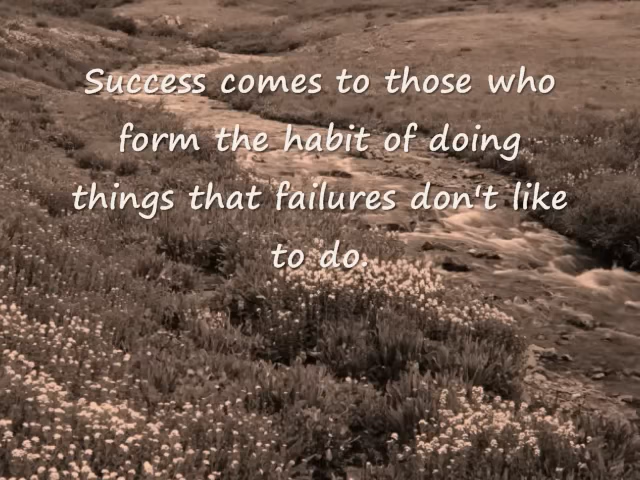 Success comes to those who
form the habit of doing
things that failures don't like
to do.